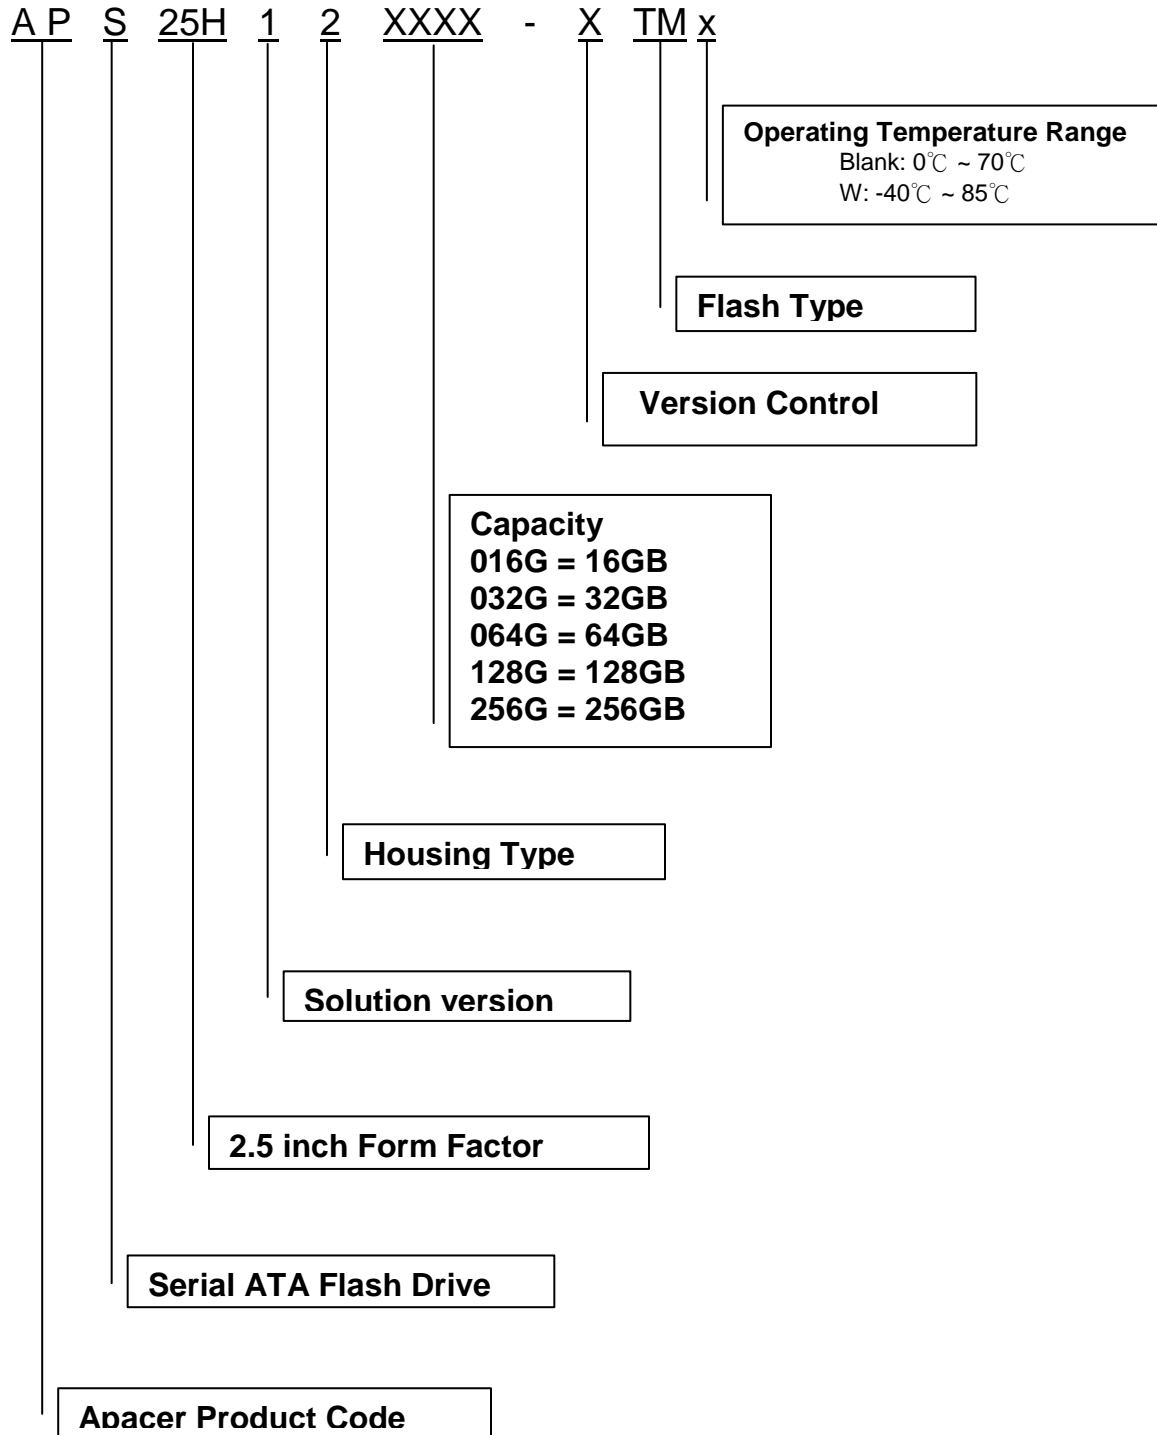 A P S 25H 1 2 XXXX - X TM x
Operating Temperature Range
Blank: 0℃ ~ 70℃
W: -40℃ ~ 85℃
Flash Type
Version Control
Capacity
016G = 16GB
032G = 32GB
064G = 64GB
128G = 128GB
256G = 256GB
Housing Type
Solution version
2.5 inch Form Factor
Serial ATA Flash Drive
Apacer Product Code